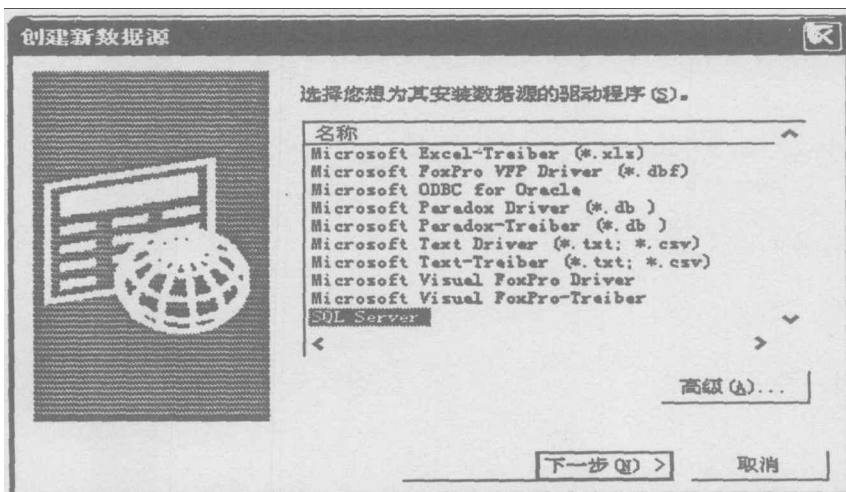 创建新数据源
选择您想为其安装数据源的驱动程序(S)。
名称
Microsoft Excel-Treiber (*.xls)
Microsoft FoxPro VFP Driver (*.dbf)
Microsoft ODBC for Oracle
Microsoft Paradox Driver (*.db )
Microsoft Paradox-Treiber (*.db )
Microsoft Text Driver (*.txt; *.csv)
Microsoft Text-Treiber (*.txt; *.csv)
Microsoft Visual FoxPro Driver
Microsoft Visual FoxPro-Treiber
SQL Server
高级(A)...
下一步(N) >
取消